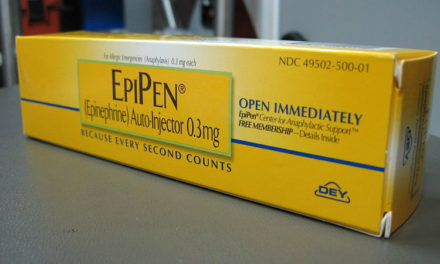 For Allergic Emergencies (Anaphylaxis) 0.3 mg each
NDC 49502-500-01
EPIPEN®
(Epinephrine) Auto-Injector 0.3mg
BECAUSE EVERY SECOND COUNTS
OPEN IMMEDIATELY
EpiPen® Center for Anaphylactic Support™
FREE MEMBERSHIP – Details Inside
DEY